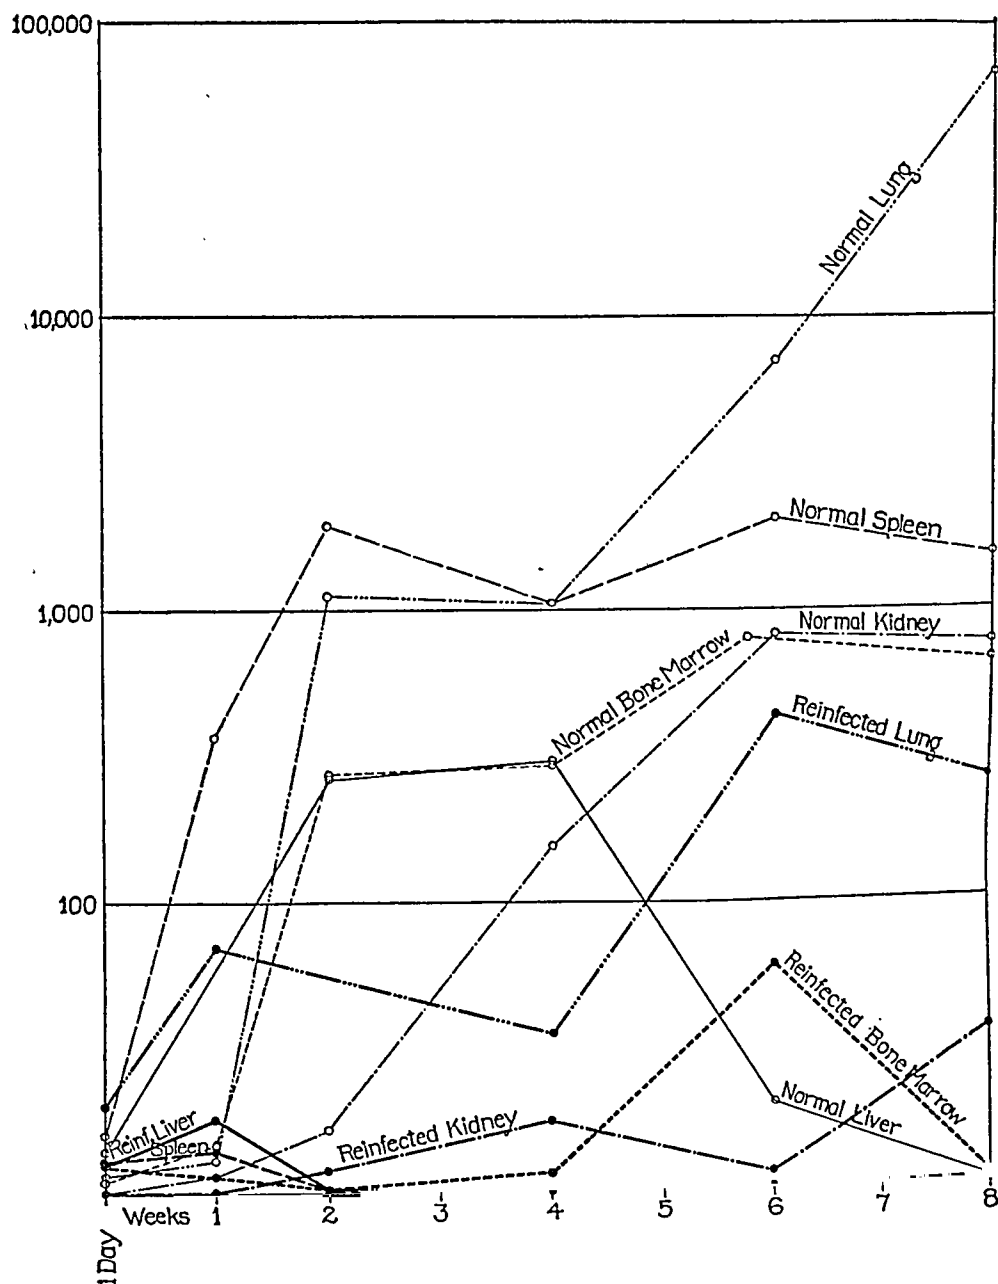 100,000
Normal Lung
10,000
Normal Spleen
1,000
Normal Kidney
Normal Bone Marrow
Reinfected Lung
100
Reinfected Bone Marrow
Normal Liver
Reinf. Liver
Spleen
Reinfected Kidney
1 Day
Weeks 1 2 3 4 5 6 7 8